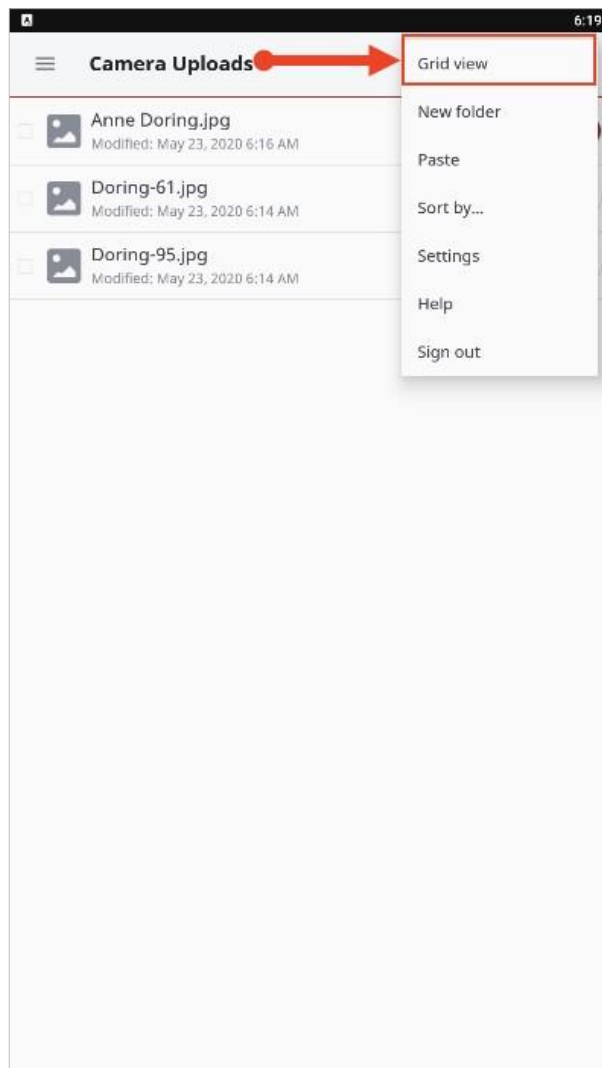 A
6:19
Camera Uploads
Grid view
New folder
Paste
Sort by...
Settings
Help
Sign out
Anne Doring.jpg
Modified: May 23, 2020 6:16 AM
Doring-61.jpg
Modified: May 23, 2020 6:14 AM
Doring-95.jpg
Modified: May 23, 2020 6:14 AM